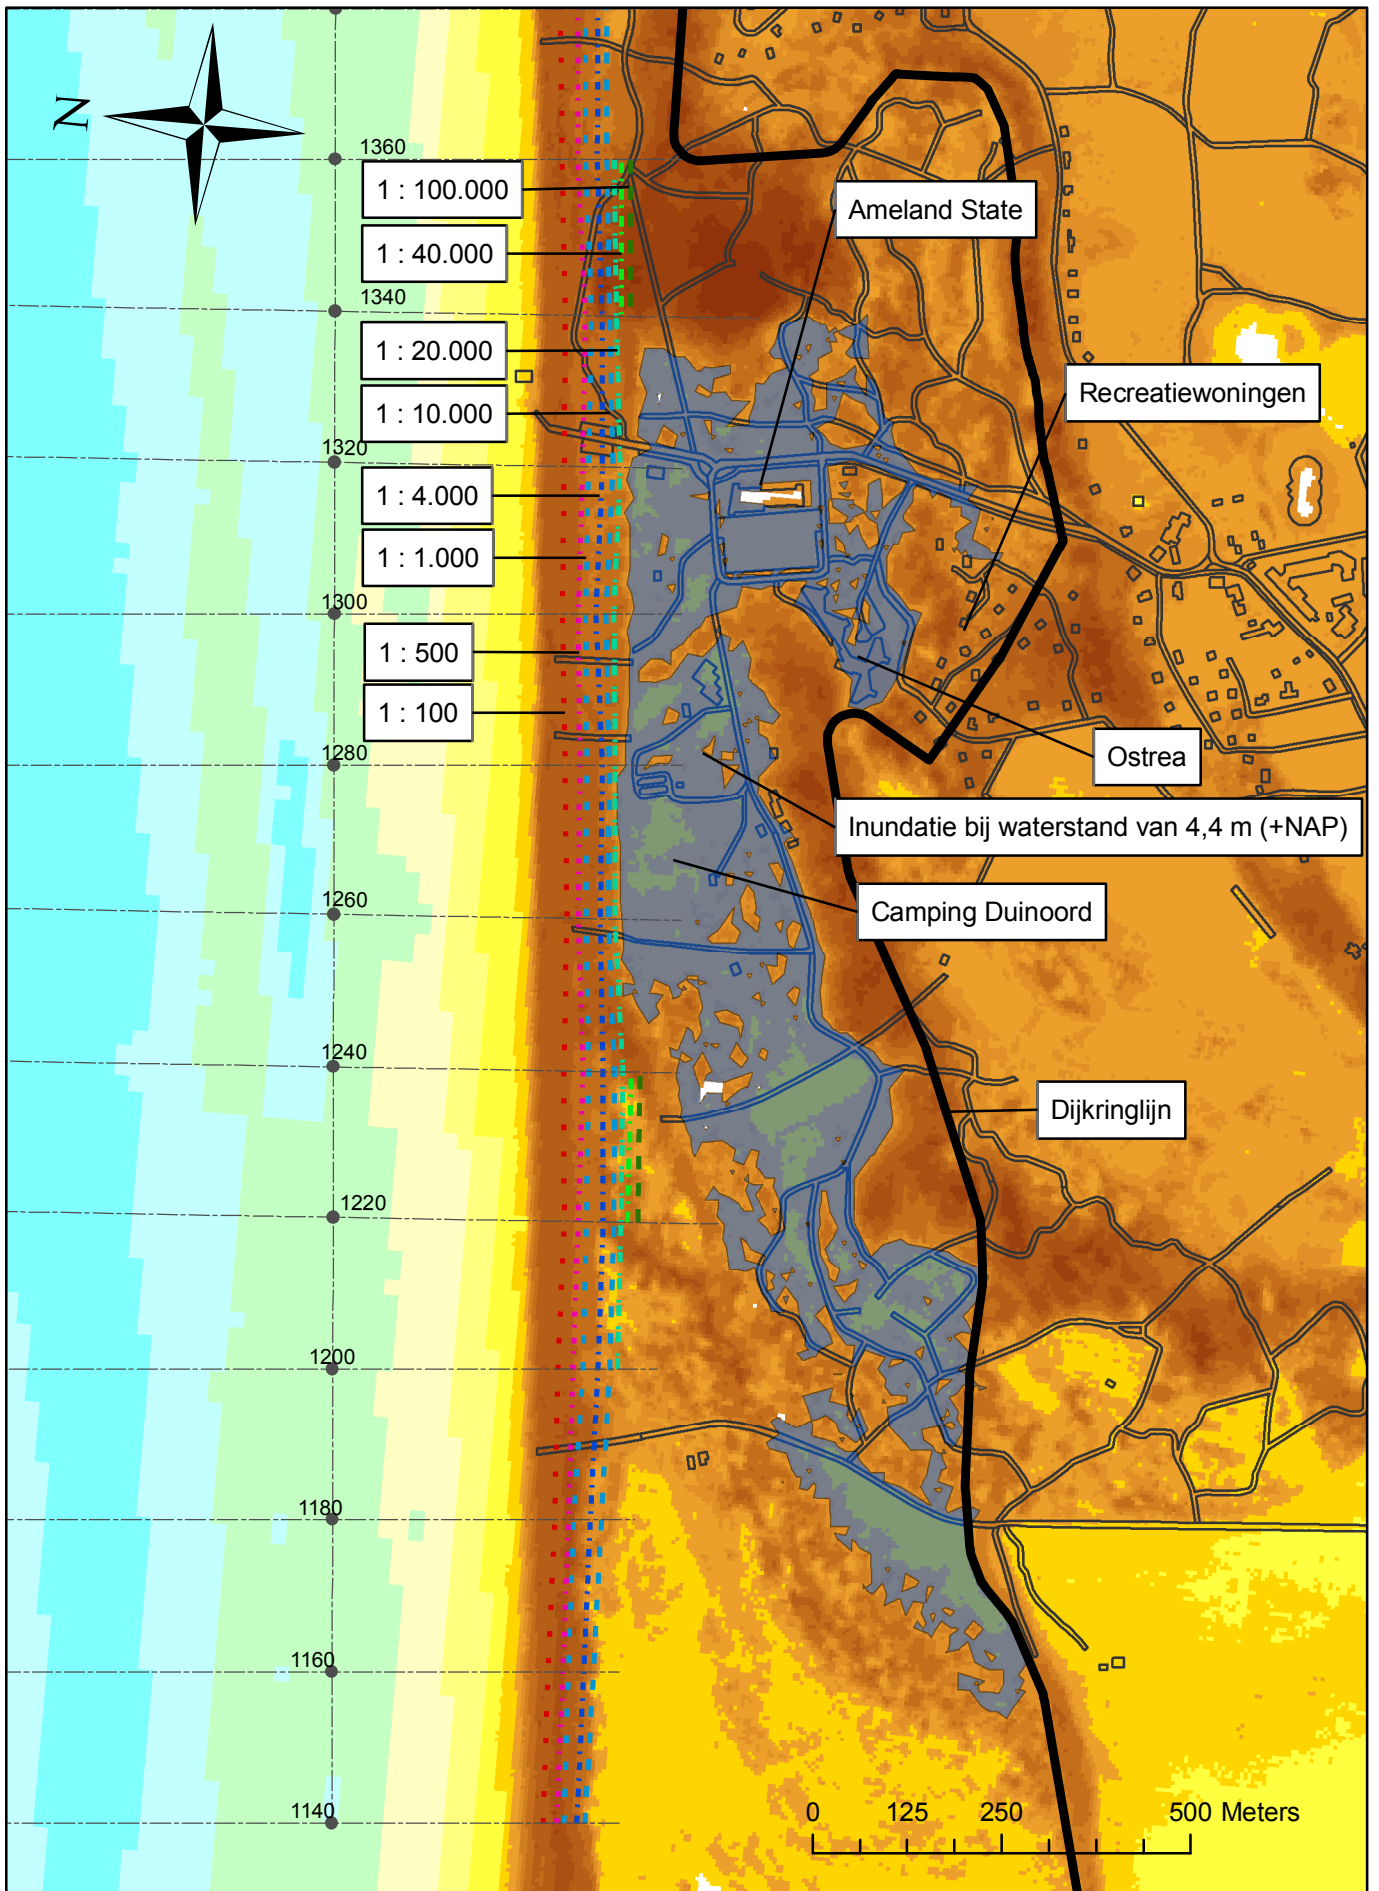 N
1360
1 : 100.000
Ameland State
1 : 40.000
1340
1 : 20.000
Recreatiewoningen
1 : 10.000
1320
1 : 4.000
1 : 1.000
1300
1 : 500
1 : 100
Ostrea
1280
Inundatie bij waterstand van 4,4 m (+NAP)
Camping Duinoord
1260
1240
Dijkringlijn
1220
1200
1180
1160
1140
0 125 250 500 Meters